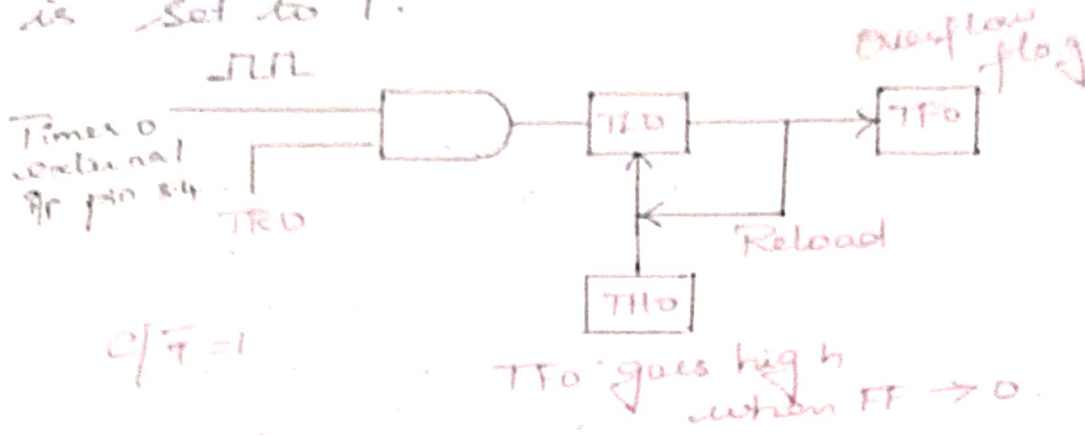 is set to 1.
Overflow
flag
Timer 0
external
i/p pin 3.4
TR0
TL0
TF0
Reload
TH0
C/T̅ = 1
TF0 goes high
when FF → 0.